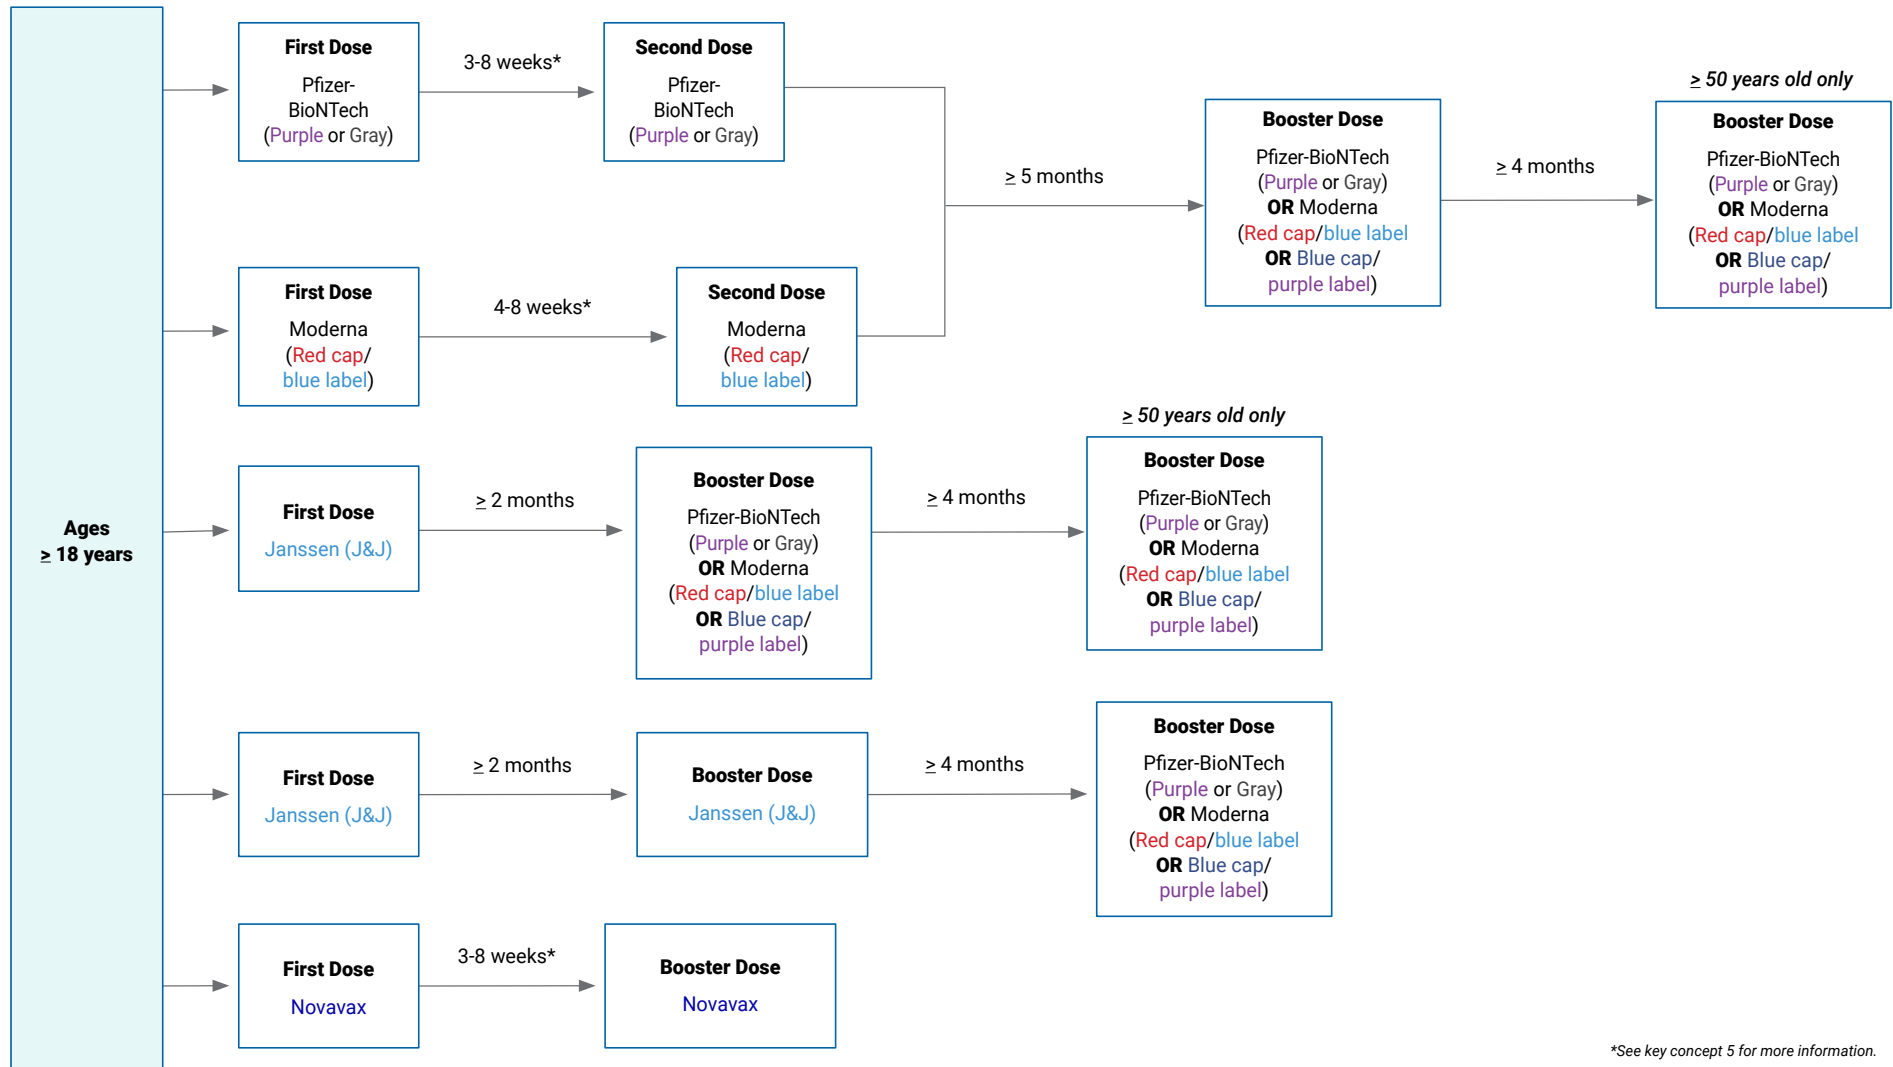 Ages
≥ 18 years
First Dose
Pfizer-
BioNTech
(Purple or Gray)
3-8 weeks*
Second Dose
Pfizer-
BioNTech
(Purple or Gray)
First Dose
Moderna
(Red cap/
blue label)
4-8 weeks*
Second Dose
Moderna
(Red cap/
blue label)
≥ 5 months
Booster Dose
Pfizer-BioNTech
(Purple or Gray)
OR Moderna
(Red cap/blue label
OR Blue cap/
purple label)
≥ 4 months
≥ 50 years old only
Booster Dose
Pfizer-BioNTech
(Purple or Gray)
OR Moderna
(Red cap/blue label
OR Blue cap/
purple label)
First Dose
Janssen (J&J)
≥ 2 months
Booster Dose
Pfizer-BioNTech
(Purple or Gray)
OR Moderna
(Red cap/blue label
OR Blue cap/
purple label)
≥ 4 months
≥ 50 years old only
Booster Dose
Pfizer-BioNTech
(Purple or Gray)
OR Moderna
(Red cap/blue label
OR Blue cap/
purple label)
First Dose
Janssen (J&J)
≥ 2 months
Booster Dose
Janssen (J&J)
≥ 4 months
Booster Dose
Pfizer-BioNTech
(Purple or Gray)
OR Moderna
(Red cap/blue label
OR Blue cap/
purple label)
First Dose
Novavax
3-8 weeks*
Booster Dose
Novavax
*See key concept 5 for more information.